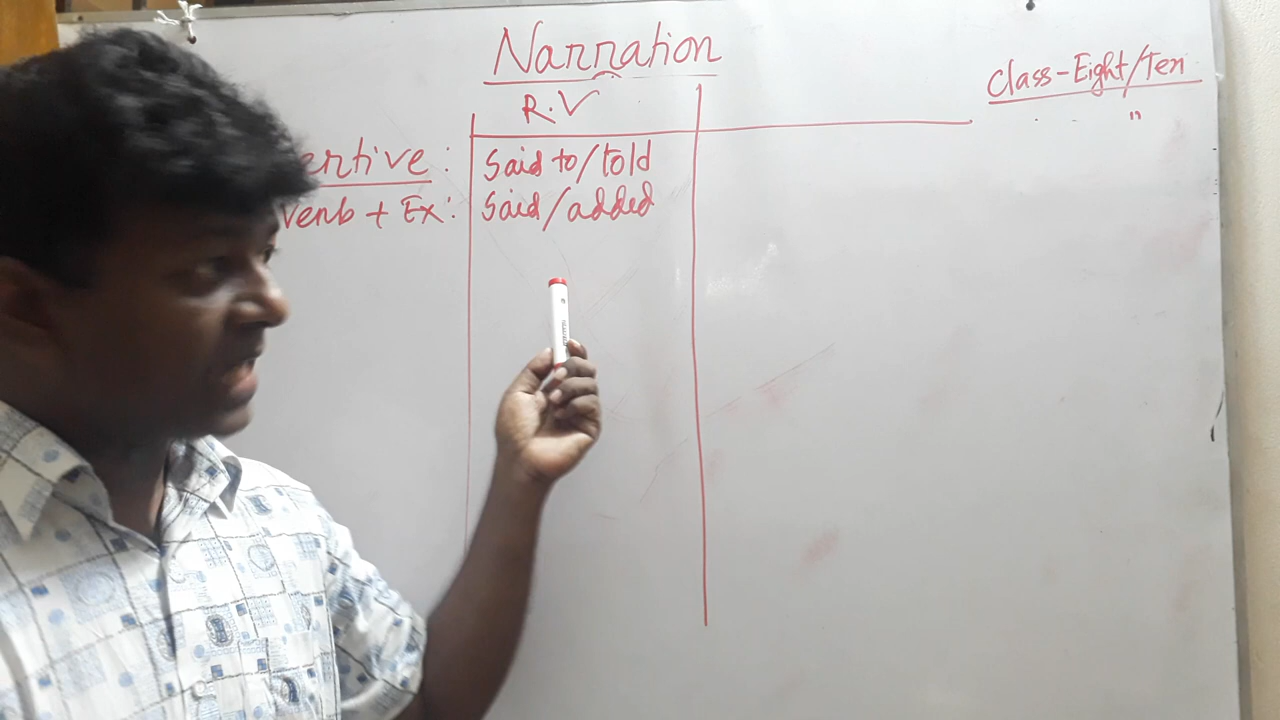 Narration
Class-Eight/Ten
R.V
"
ertive: Said to/told
verb + Ex: Said/added